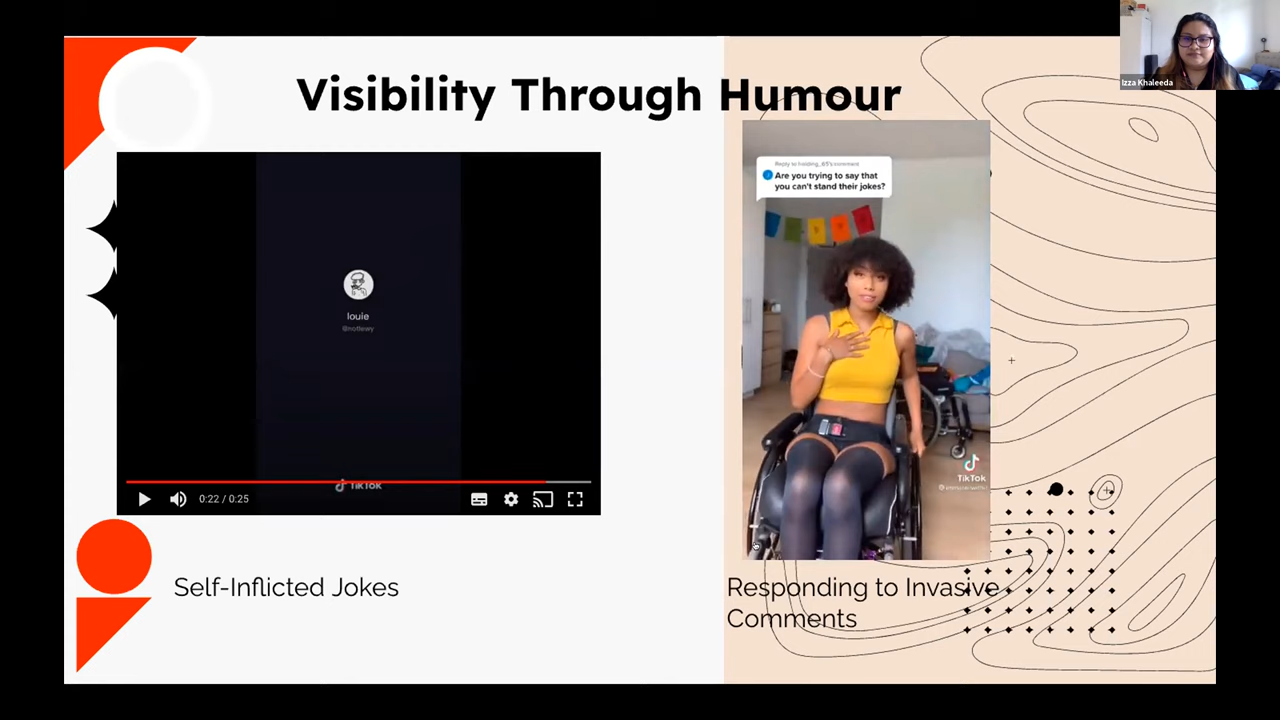 Izza Khaleeda
Visibility Through Humour
louie
@notlewy
TikTok
0:22 / 0:25
Self-Inflicted Jokes
Are you trying to say that
you can't stand their jokes?
TikTok
Responding to Invasive
Comments